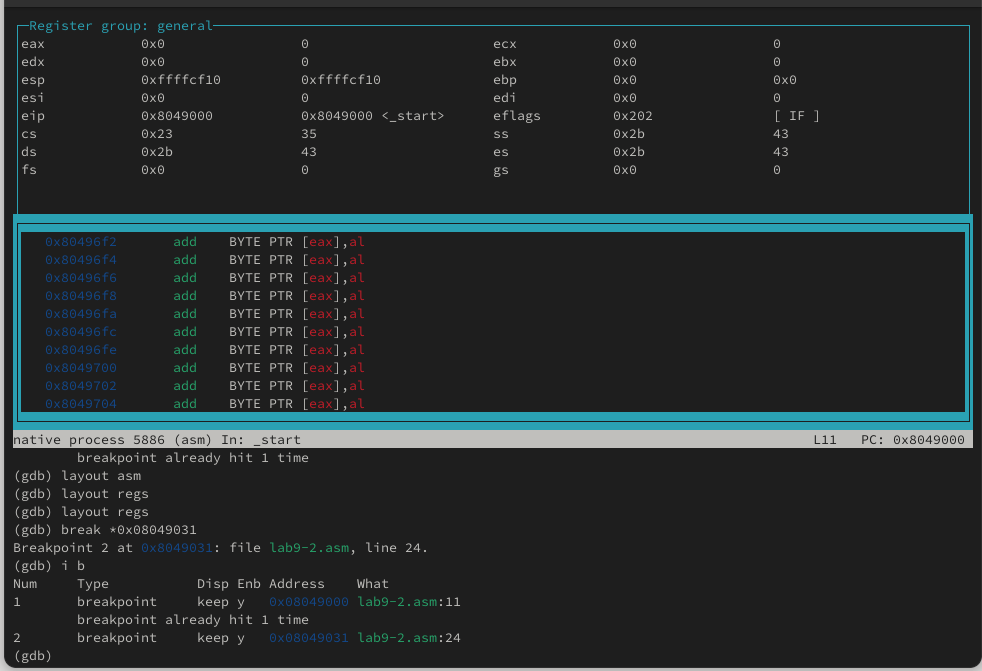 Register group: general
eax 0x0 0 ecx 0x0 0
edx 0x0 0 ebx 0x0 0
esp 0xffffcf10 0xffffcf10 ebp 0x0 0x0
esi 0x0 0 edi 0x0 0
eip 0x8049000 0x8049000 <_start> eflags 0x202 [ IF ]
cs 0x23 35 ss 0x2b 43
ds 0x2b 43 es 0x2b 43
fs 0x0 0 gs 0x0 0
0x80496f2 add BYTE PTR [eax],al
0x80496f4 add BYTE PTR [eax],al
0x80496f6 add BYTE PTR [eax],al
0x80496f8 add BYTE PTR [eax],al
0x80496fa add BYTE PTR [eax],al
0x80496fc add BYTE PTR [eax],al
0x80496fe add BYTE PTR [eax],al
0x8049700 add BYTE PTR [eax],al
0x8049702 add BYTE PTR [eax],al
0x8049704 add BYTE PTR [eax],al
native process 5886 (asm) In: _start L11 PC: 0x8049000
breakpoint already hit 1 time
(gdb) layout asm
(gdb) layout regs
(gdb) layout regs
(gdb) break *0x08049031
Breakpoint 2 at 0x8049031: file lab9-2.asm, line 24.
(gdb) i b
Num Type Disp Enb Address What
1 breakpoint keep y 0x08049000 lab9-2.asm:11
breakpoint already hit 1 time
2 breakpoint keep y 0x08049031 lab9-2.asm:24
(gdb)